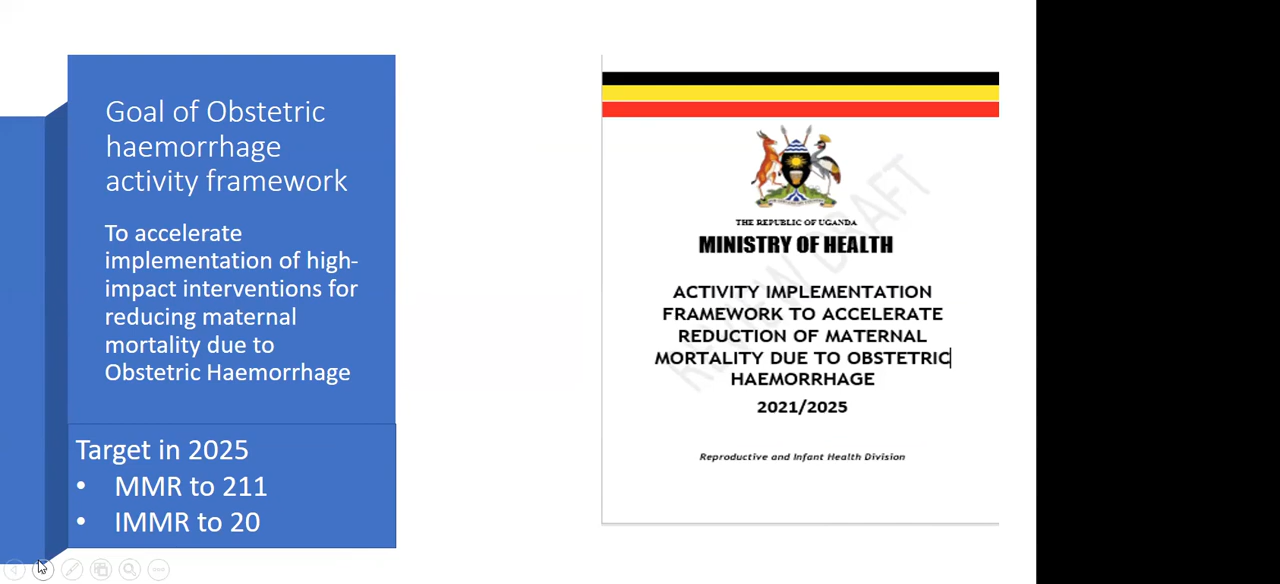 Goal of Obstetric
haemorrhage
activity framework
To accelerate
implementation of high-
impact interventions for
reducing maternal
mortality due to
Obstetric Haemorrhage
Target in 2025
• MMR to 211
• IMMR to 20
THE REPUBLIC OF UGANDA
MINISTRY OF HEALTH
ACTIVITY IMPLEMENTATION
FRAMEWORK TO ACCELERATE
REDUCTION OF MATERNAL
MORTALITY DUE TO OBSTETRIC
HAEMORRHAGE
2021/2025
Reproductive and Infant Health Division
REVIEW DRAFT